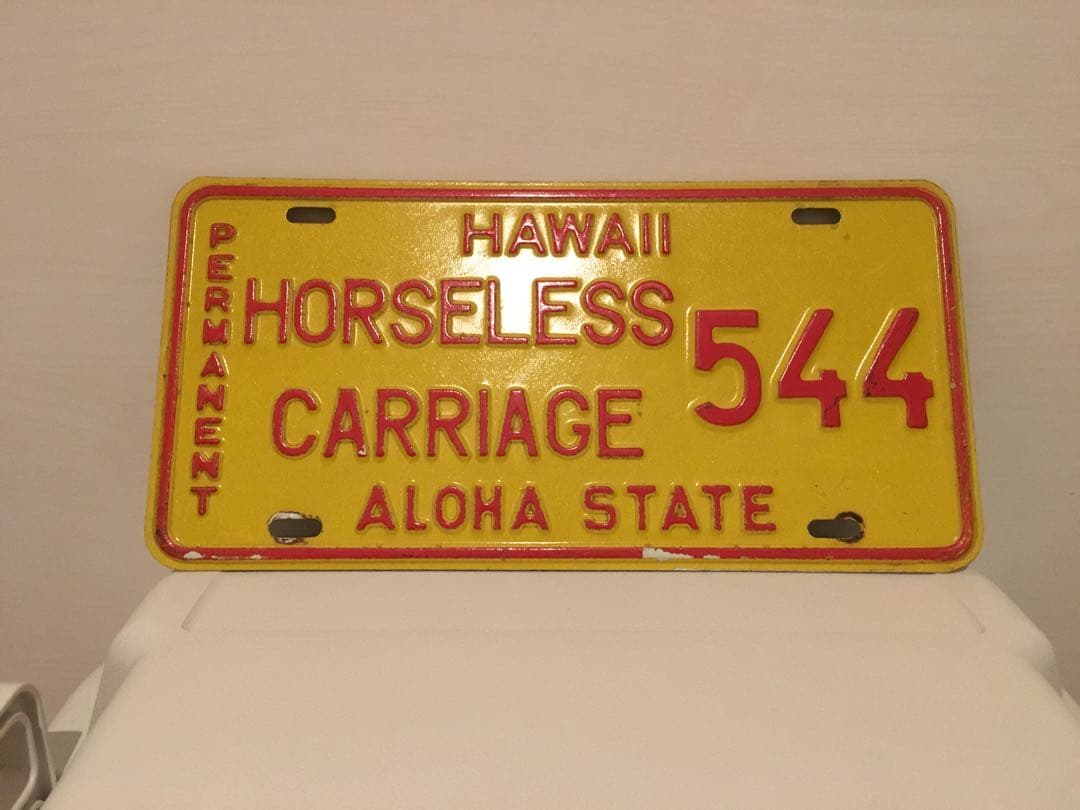 HAWAII
PERMANENT
HORSELESS
CARRIAGE
544
ALOHA STATE